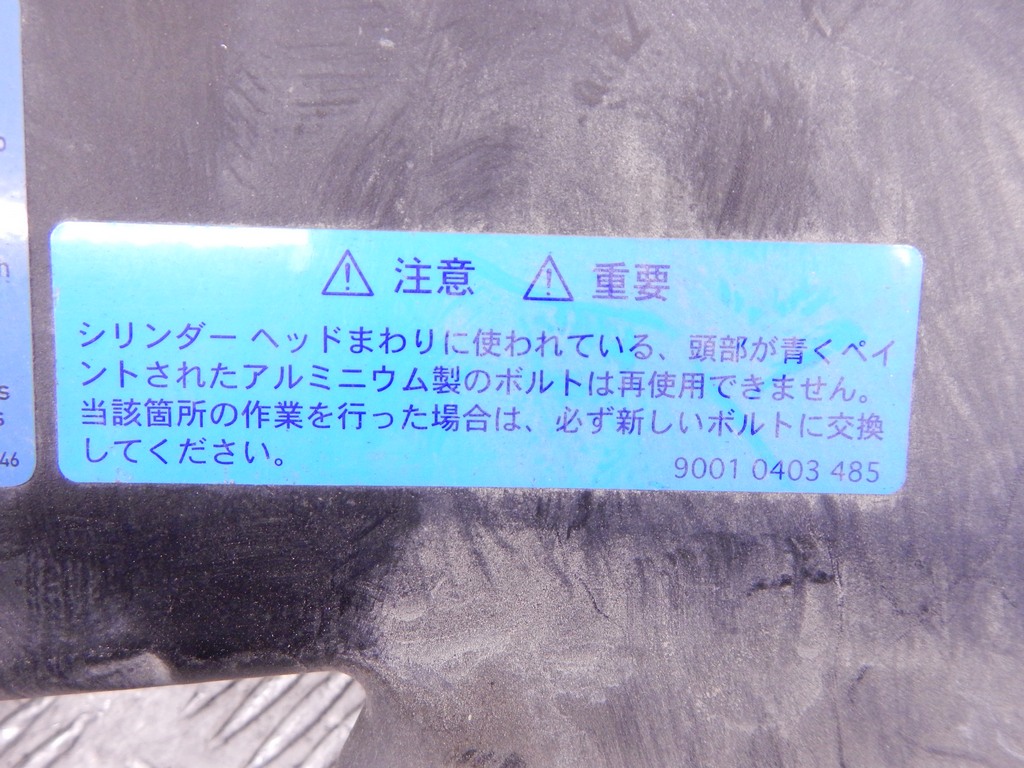 注意 重要
シリンダー ヘッドまわりに使われている、頭部が青くペイ
ントされたアルミニウム製のボルトは再使用できません。
当該箇所の作業を行った場合は、必ず新しいボルトに交換
してください。
9001 0403 485
46